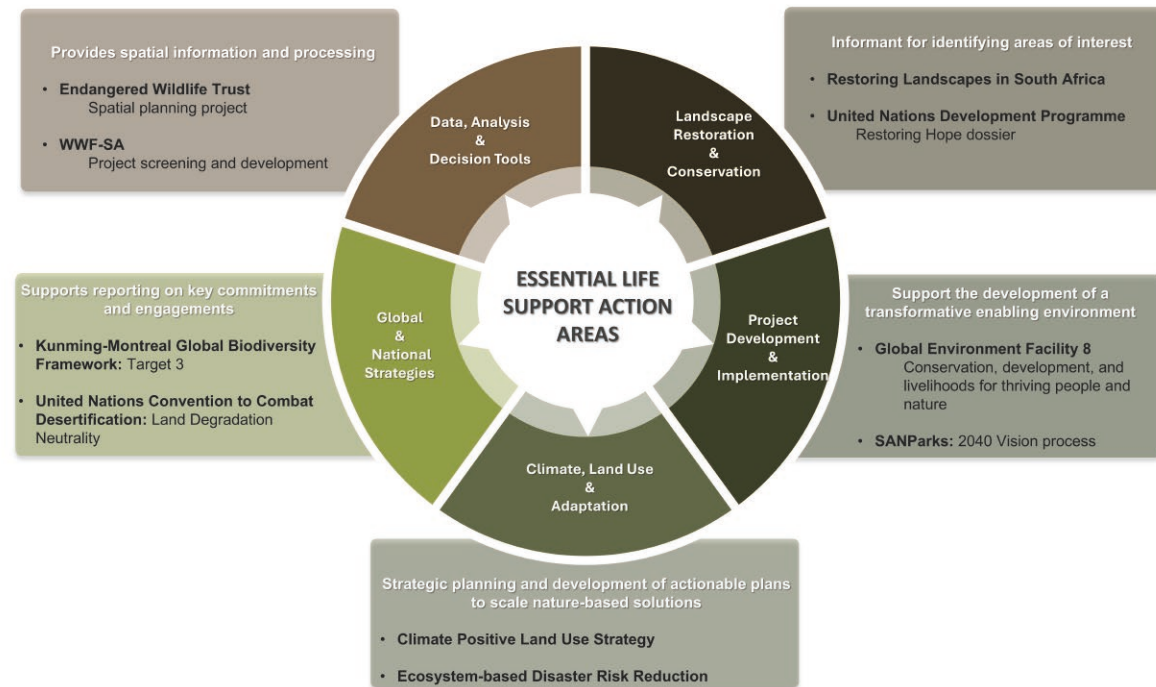 Provides spatial information and processing
• Endangered Wildlife Trust
Spatial planning project
• WWF-SA
Project screening and development
Informant for identifying areas of interest
• Restoring Landscapes in South Africa
• United Nations Development Programme
Restoring Hope dossier
Data, Analysis
&
Decision Tools
Landscape
Restoration
&
Conservation
ESSENTIAL LIFE
SUPPORT ACTION
AREAS
Global
&
National
Strategies
Project
Development
&
Implementation
Climate, Land Use
&
Adaptation
Supports reporting on key commitments
and engagements
• Kunming-Montreal Global Biodiversity
Framework: Target 3
• United Nations Convention to Combat
Desertification: Land Degradation
Neutrality
Support the development of a
transformative enabling environment
• Global Environment Facility 8
Conservation, development, and
livelihoods for thriving people and
nature
• SANParks: 2040 Vision process
Strategic planning and development of actionable plans
to scale nature-based solutions
• Climate Positive Land Use Strategy
• Ecosystem-based Disaster Risk Reduction